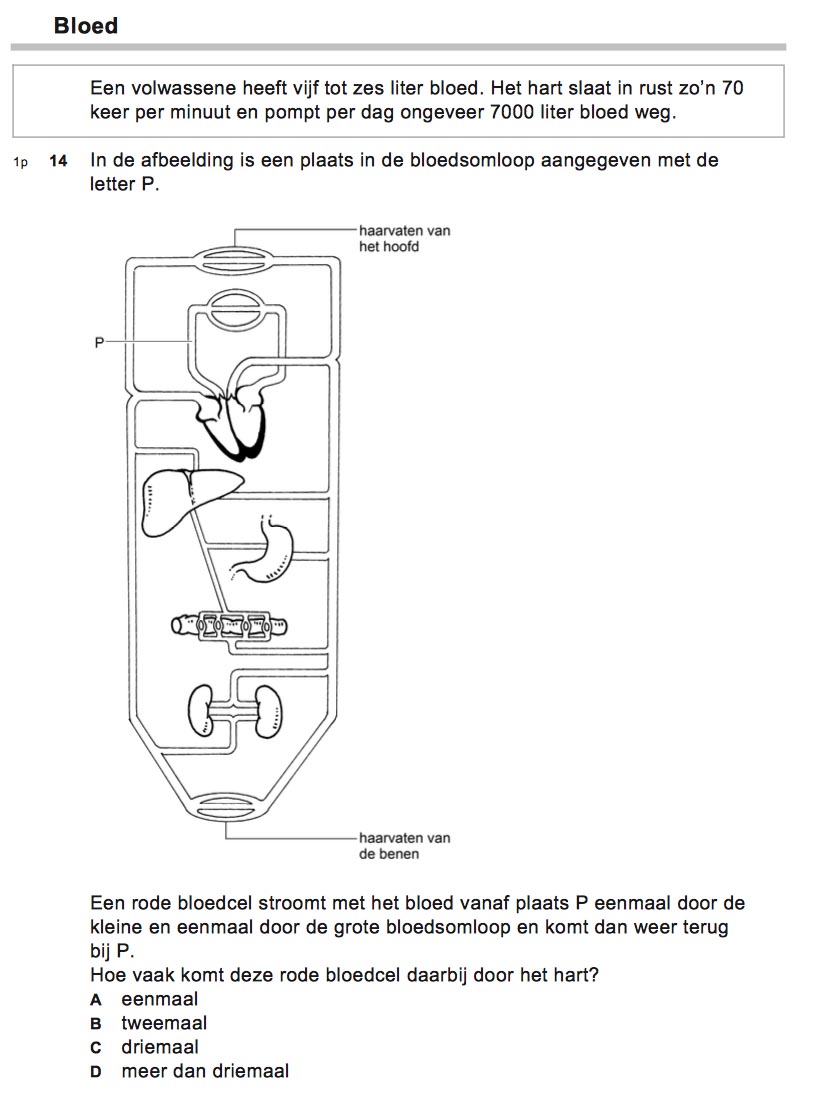 Bloed
Een volwassene heeft vijf tot zes liter bloed. Het hart slaat in rust zo'n 70
keer per minuut en pompt per dag ongeveer 7000 liter bloed weg.
1p 14 In de afbeelding is een plaats in de bloedsomloop aangegeven met de
letter P.
haarvaten van
het hoofd
P
haarvaten van
de benen
Een rode bloedcel stroomt met het bloed vanaf plaats P eenmaal door de
kleine en eenmaal door de grote bloedsomloop en komt dan weer terug
bij P.
Hoe vaak komt deze rode bloedcel daarbij door het hart?
A eenmaal
B tweemaal
C driemaal
D meer dan driemaal